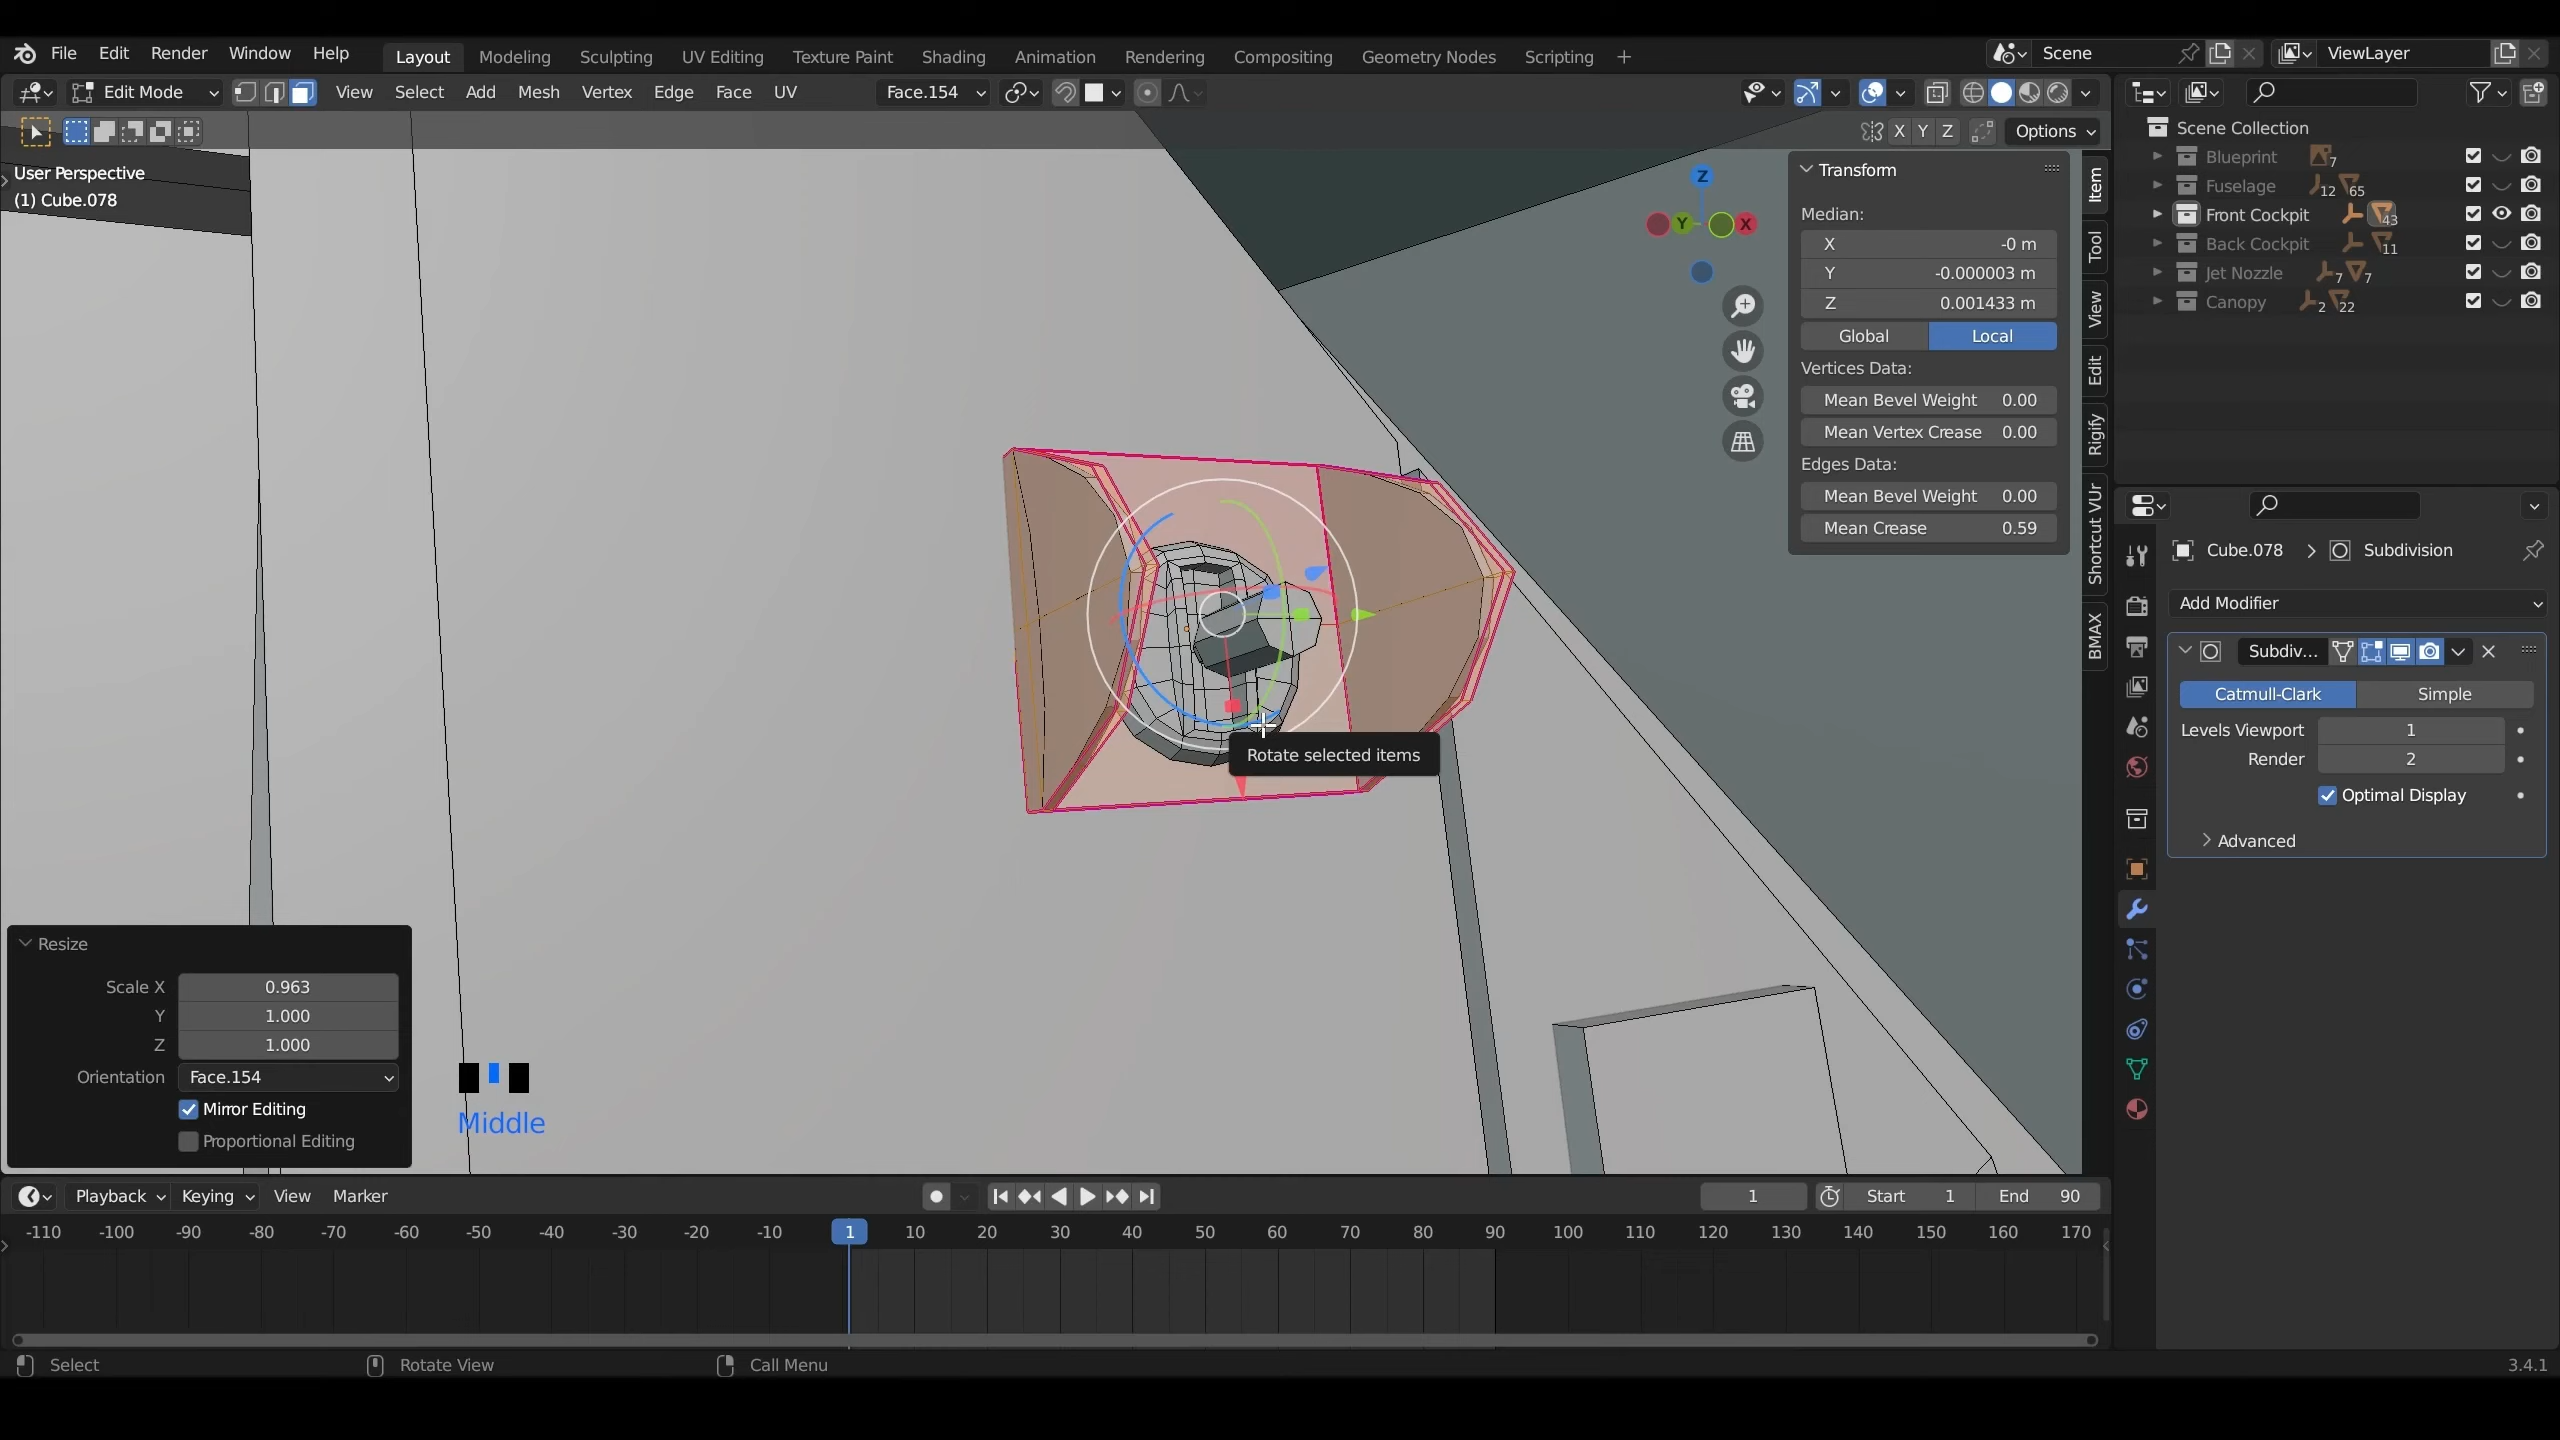 File Edit Render Window Help Layout Modeling Sculpting UV Editing Texture Paint Shading Animation Rendering Compositing Geometry Nodes Scripting + Scene ViewLayer
Edit Mode View Select Add Mesh Vertex Edge Face UV Face.154
X Y Z Options
User Perspective
(1) Cube.078
Z
Y X
Transform
Median:
X -0 m
Y -0.000003 m
Z 0.001433 m
Global Local
Vertices Data:
Mean Bevel Weight 0.00
Mean Vertex Crease 0.00
Edges Data:
Mean Bevel Weight 0.00
Mean Crease 0.59
Item
Tool
View
Edit
Rigify
Shortcut VUr
BMAX
Scene Collection
Blueprint 7
Fuselage 12 65
Front Cockpit 43
Back Cockpit 11
Jet Nozzle 7 7
Canopy 2 22
Cube.078 > Subdivision
Add Modifier
Subdiv...
Catmull-Clark Simple
Levels Viewport 1
Render 2
Optimal Display
Advanced
Rotate selected items
Resize
Scale X 0.963
Y 1.000
Z 1.000
Orientation Face.154
Mirror Editing
Proportional Editing
Middle
Playback Keying View Marker 1 Start 1 End 90
-110 -100 -90 -80 -70 -60 -50 -40 -30 -20 -10 1 10 20 30 40 50 60 70 80 90 100 110 120 130 140 150 160 170
Select Rotate View Call Menu 3.4.1